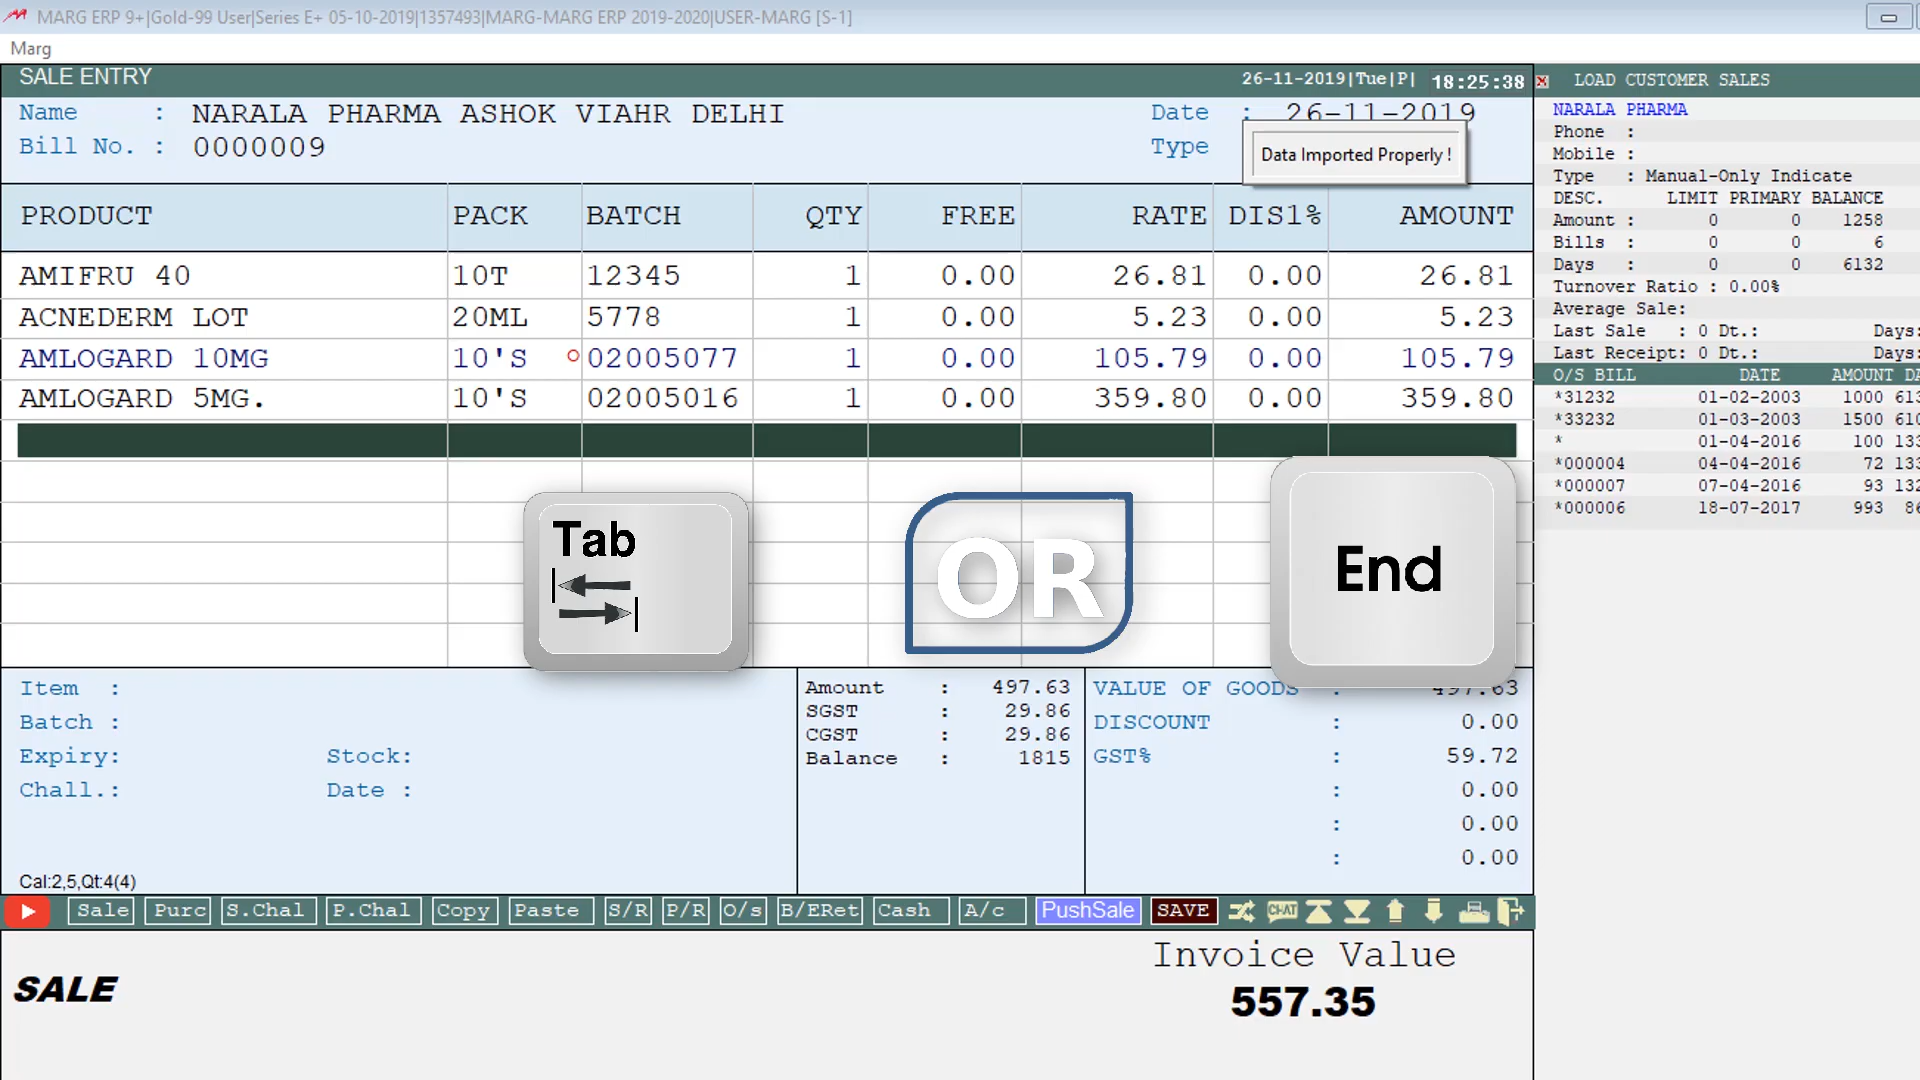 MARG ERP 9+|Gold-99 User|Series E+ 05-10-2019|1357493|MARG-MARG ERP 2019-2020|USER-MARG [S-1]
Marg
SALE ENTRY 26-11-2019|Tue|P| 18:25:38
Name : NARALA PHARMA ASHOK VIAHR DELHI Date : 26-11-2019
Bill No. : 0000009 Type
Data Imported Properly !
PRODUCT PACK BATCH QTY FREE RATE DIS1% AMOUNT
AMIFRU 40 10T 12345 1 0.00 26.81 0.00 26.81
ACNEDERM LOT 20ML 5778 1 0.00 5.23 0.00 5.23
AMLOGARD 10MG 10'S 02005077 1 0.00 105.79 0.00 105.79
AMLOGARD 5MG. 10'S 02005016 1 0.00 359.80 0.00 359.80
Tab OR End
Item :
Batch :
Expiry: Stock:
Chall.: Date :
Cal:2,5,Qt:4(4)
Amount : 497.63
SGST : 29.86
CGST : 29.86
Balance : 1815
VALUE OF GOODS : 497.63
DISCOUNT : 0.00
GST% : 59.72
: 0.00
: 0.00
: 0.00
Sale Purc S.Chal P.Chal Copy Paste S/R P/R O/s B/ERet Cash A/c PushSale SAVE CHAT
SALE
Invoice Value
557.35
LOAD CUSTOMER SALES
NARALA PHARMA
Phone :
Mobile :
Type : Manual-Only Indicate
DESC. LIMIT PRIMARY BALANCE
Amount : 0 0 1258
Bills : 0 0 6
Days : 0 0 6132
Turnover Ratio : 0.00%
Average Sale:
Last Sale : 0 Dt.: Days:
Last Receipt: 0 Dt.: Days:
O/S BILL DATE AMOUNT DA
*31232 01-02-2003 1000 613
*33232 01-03-2003 1500 610
* 01-04-2016 100 133
*000004 04-04-2016 72 133
*000007 07-04-2016 93 132
*000006 18-07-2017 993 86